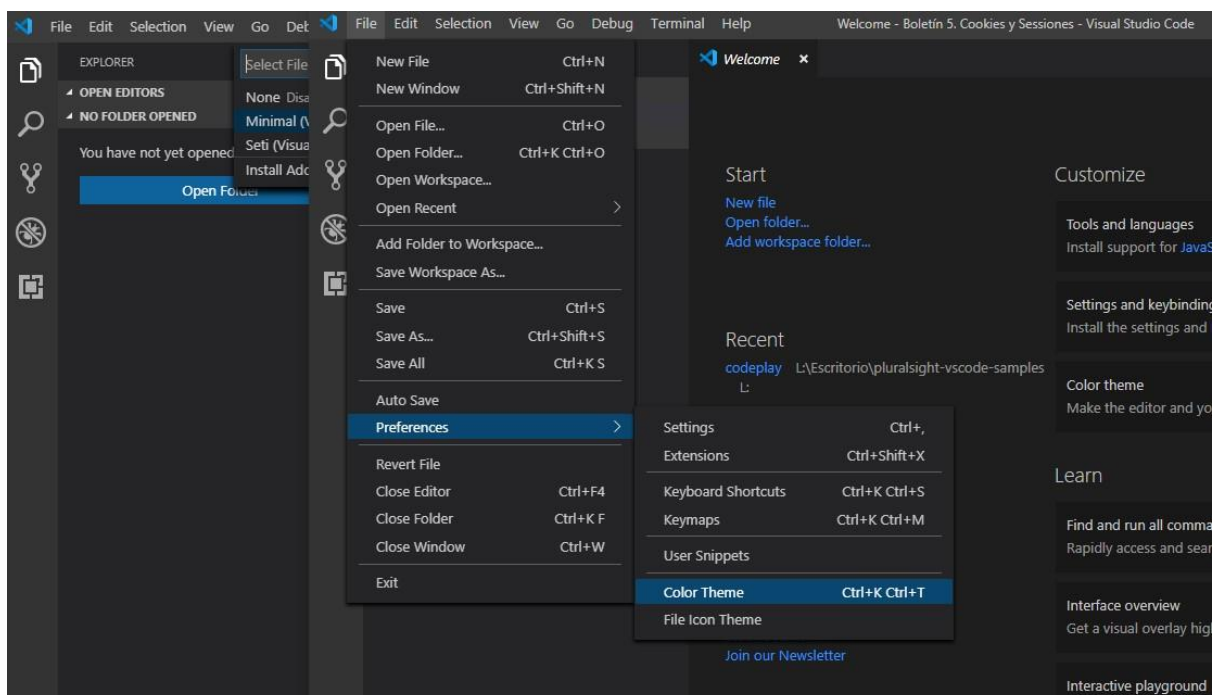 File Edit Selection View Go Deb
EXPLORER
OPEN EDITORS
NO FOLDER OPENED
You have not yet opened
Open Folder
Select File
None Disa
Minimal (V
Seti (Visua
Install Add
File Edit Selection View Go Debug Terminal Help Welcome - Boletín 5. Cookies y Sessiones - Visual Studio Code
New File Ctrl+N
New Window Ctrl+Shift+N
Open File... Ctrl+O
Open Folder... Ctrl+K Ctrl+O
Open Workspace...
Open Recent
Add Folder to Workspace...
Save Workspace As...
Save Ctrl+S
Save As... Ctrl+Shift+S
Save All Ctrl+K S
Auto Save
Preferences
Revert File
Close Editor Ctrl+F4
Close Folder Ctrl+K F
Close Window Ctrl+W
Exit
Settings Ctrl+,
Extensions Ctrl+Shift+X
Keyboard Shortcuts Ctrl+K Ctrl+S
Keymaps Ctrl+K Ctrl+M
User Snippets
Color Theme Ctrl+K Ctrl+T
File Icon Theme
Welcome
Start
New file
Open folder...
Add workspace folder...
Recent
codeplay L:\Escritorio\pluralsight-vscode-samples
L:
Join our Newsletter
Customize
Tools and languages
Install support for JavaS
Settings and keybinding
Install the settings and
Color theme
Make the editor and yo
Learn
Find and run all comma
Rapidly access and sear
Interface overview
Get a visual overlay hig
Interactive playground